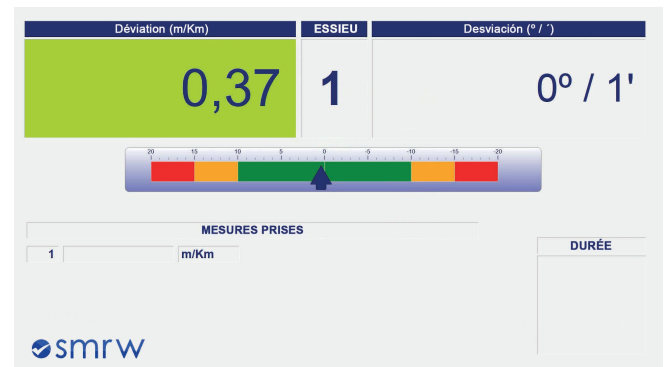 Déviation (m/Km) ESSIEU Desviación (º / ´)
0,37 1 0º / 1'
20 15 10 5 0 -5 -10 -15 -20
MESURES PRISES
DURÉE
1 m/Km
smrw